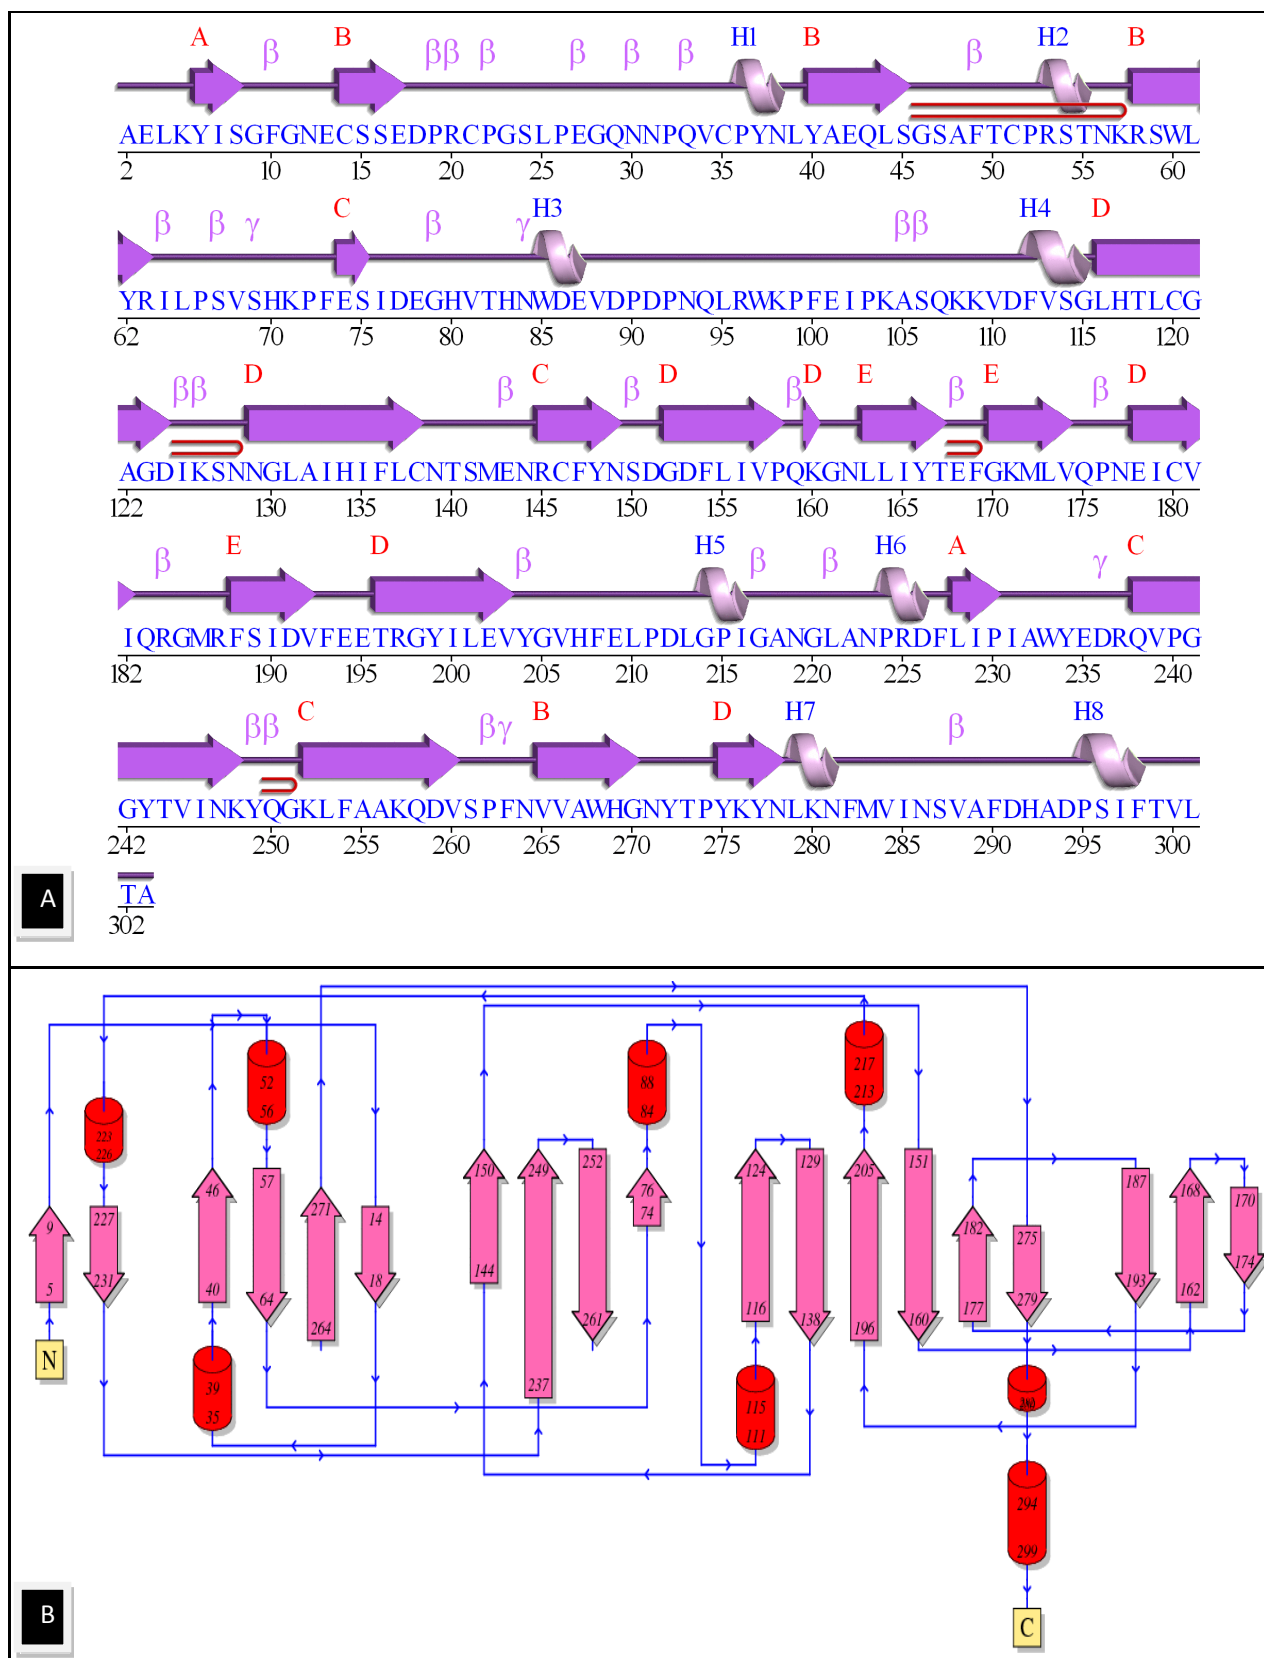 A β B ββ β β β β H1 B β H2 B
AELKYISGFGNECSSEDPRCPGSLPEGQNNPQVCPYNLYAEQLSGSAFTCPRSTNKRSWL
2 10 15 20 25 30 35 40 45 50 55 60
β β γ C β γ H3 ββ H4 D
YRILPSVSHKPFESIDEGHVTHNWDEVDPDPNQLRWKPFEIPKASQKKVDFVSGLHTLCG
62 70 75 80 85 90 95 100 105 110 115 120
ββ D β C β D β D E β E β D
AGDIKSNNGLAIHIFLCNTSMENRCFYNSDGDFLIVPQKGNLLIYTEFGKMLVQPNEICV
122 130 135 140 145 150 155 160 165 170 175 180
β E D β H5 β β H6 A γ C
IQRGMRFSIDVFEETRGYILEVYGVHFELPDLGPIGANGLANPRDFLIPIAWYEDRQVPG
182 190 195 200 205 210 215 220 225 230 235 240
ββ C βγ B D H7 β H8
GYTVINKYQGKLFAAKQDVSPFNVVAWHGNYTPYKYNLKNFMVINSVAFDHADPSIFTVL
242 250 255 260 265 270 275 280 285 290 295 300
TA
302
A
217
213
52
56
88
84
223
226
150 249 252 124 129 205 151
46 57 76 187 168 170
74
9 227 271 14 182 275
231 18 144 193 174
5 40 64 264 261 116 138 196 160 177 279 162
N
39
35
237
115
111
294
299
B
C